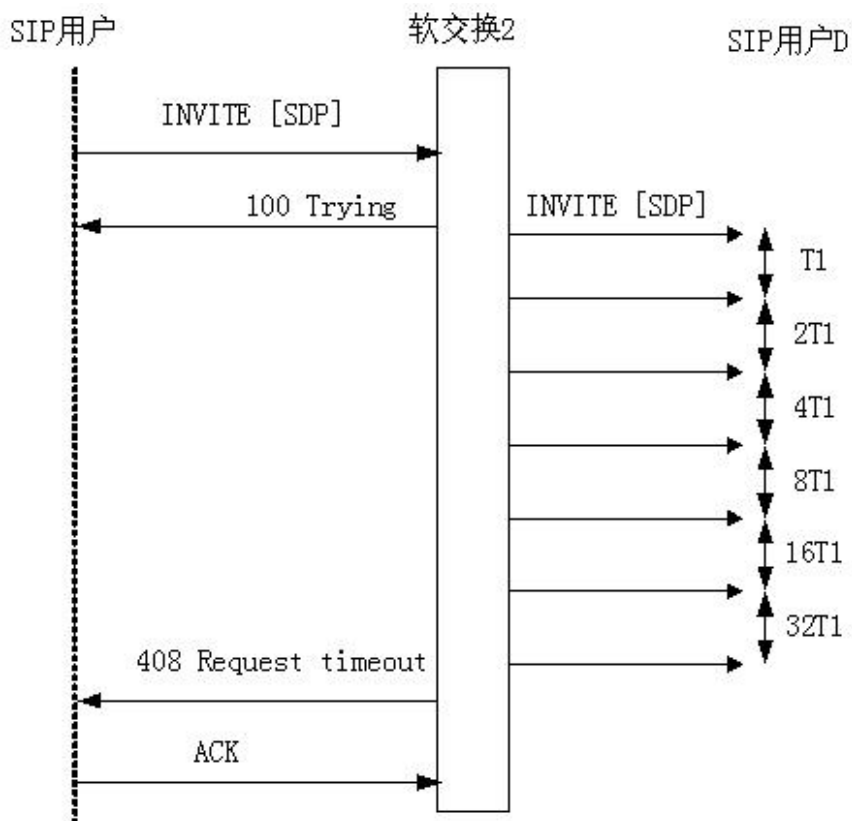 SIP用户
软交换2
SIP用户D
INVITE [SDP]
100 Trying
INVITE [SDP]
T1
2T1
4T1
8T1
16T1
32T1
408 Request timeout
ACK